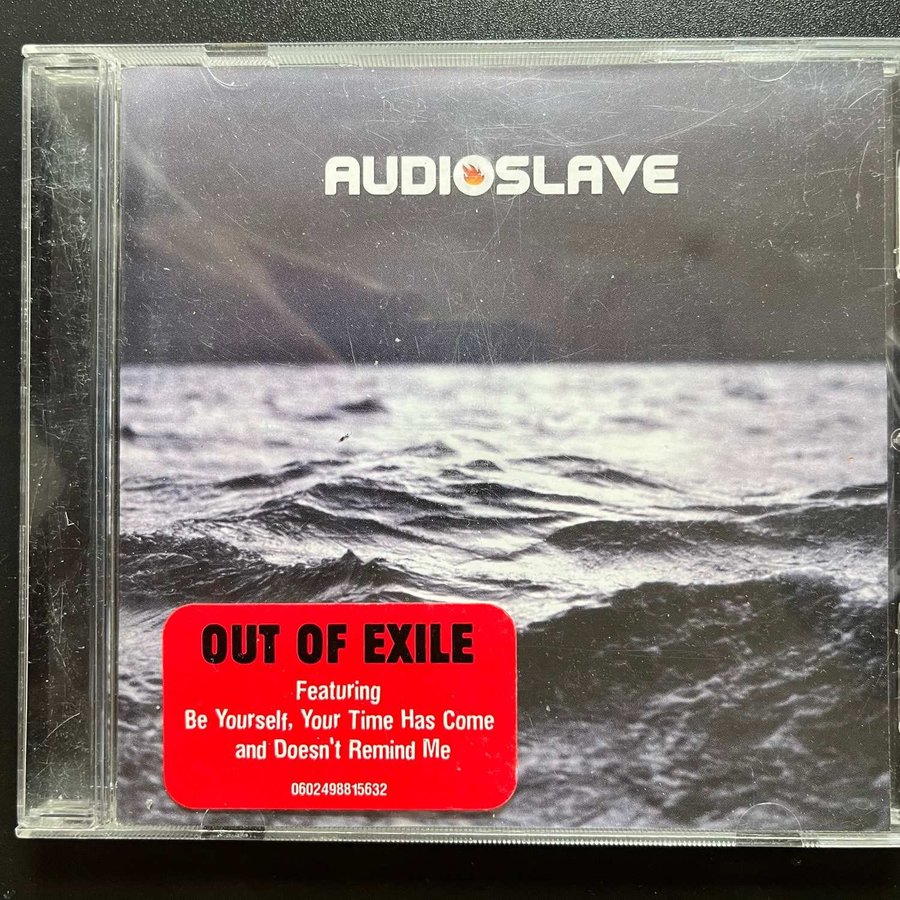 AUDIOSLAVE
OUT OF EXILE
Featuring
Be Yourself, Your Time Has Come
and Doesn't Remind Me
0602498815632